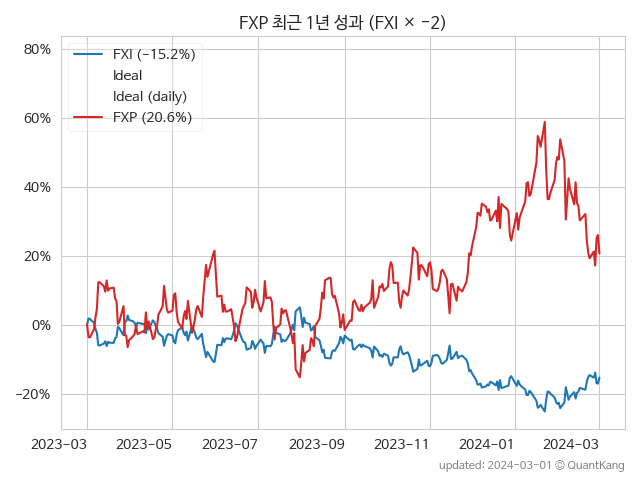 FXP 최근 1년 성과 (FXI × −2)
FXI (−15.2%)
Ideal
Ideal (daily)
FXP (20.6%)
80%
60%
40%
20%
0%
−20%
2023−03
2023−05
2023−07
2023−09
2023−11
2024−01
2024−03
updated: 2024−03−01 © QuantKang